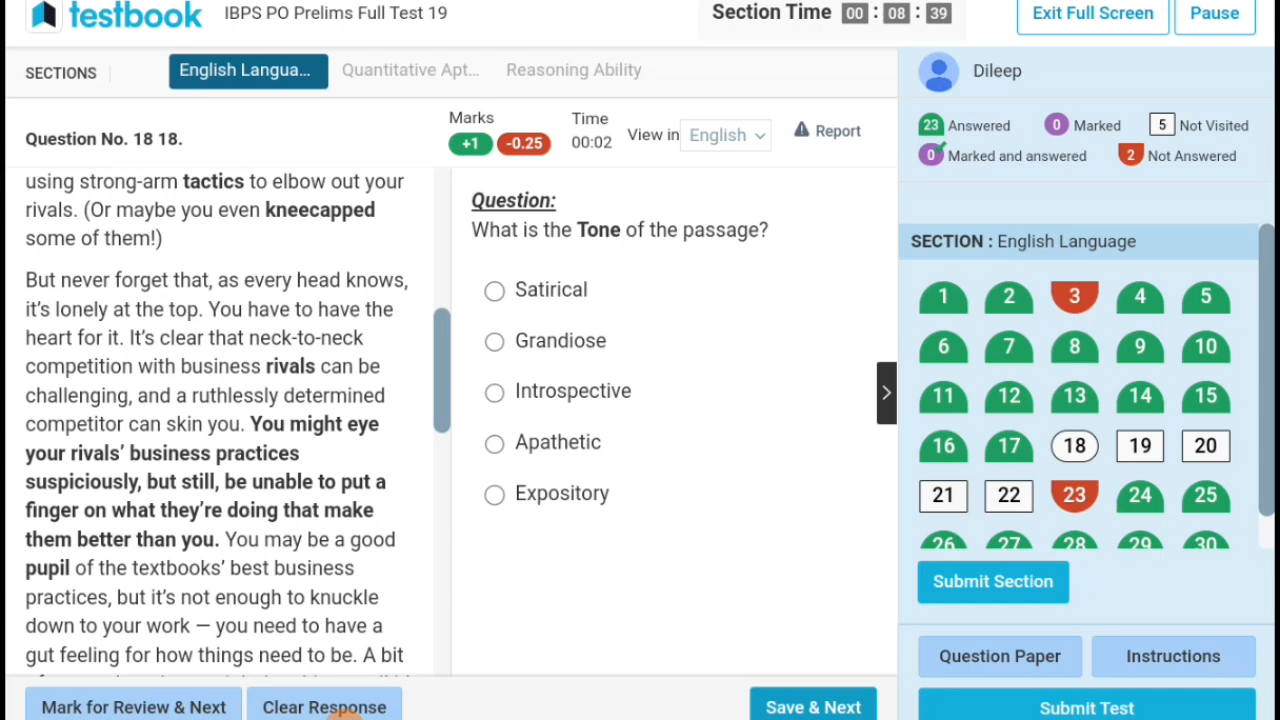 testbook
IBPS PO Prelims Full Test 19
Section Time 00 : 08 : 39
Exit Full Screen
Pause
SECTIONS
English Langua...
Quantitative Apt...
Reasoning Ability
Dileep
Question No. 18 18.
Marks
+1 -0.25
Time
00:02
View in English
Report
23 Answered
0 Marked
5 Not Visited
0 Marked and answered
2 Not Answered
using strong-arm tactics to elbow out your
rivals. (Or maybe you even kneecapped
some of them!)
But never forget that, as every head knows,
it's lonely at the top. You have to have the
heart for it. It's clear that neck-to-neck
competition with business rivals can be
challenging, and a ruthlessly determined
competitor can skin you. You might eye
your rivals' business practices
suspiciously, but still, be unable to put a
finger on what they're doing that make
them better than you. You may be a good
pupil of the textbooks' best business
practices, but it's not enough to knuckle
down to your work — you need to have a
gut feeling for how things need to be. A bit
Question:
What is the Tone of the passage?
Satirical
Grandiose
Introspective
Apathetic
Expository
SECTION : English Language
1 2 3 4 5
6 7 8 9 10
11 12 13 14 15
16 17 18 19 20
21 22 23 24 25
26 27 28 29 30
Submit Section
Question Paper
Instructions
Mark for Review & Next
Clear Response
Save & Next
Submit Test